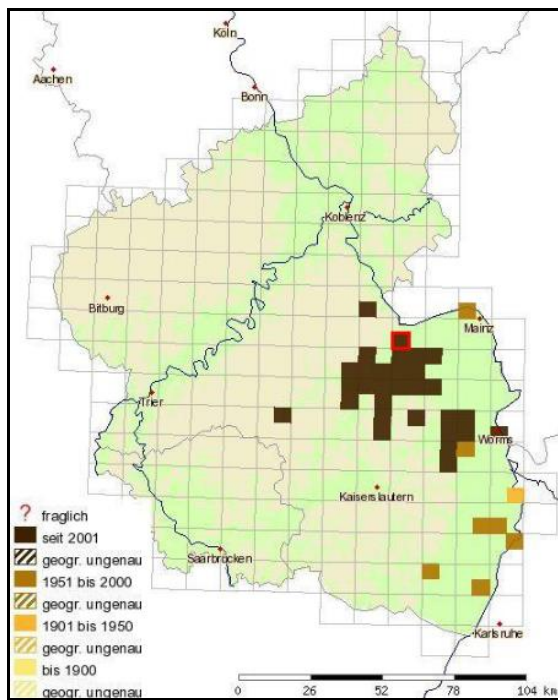 Köln
Aachen
Bonn
Koblenz
Bitburg
Mainz
Trier
Worms
Kaiserslautern
Saarbrücken
Karlsruhe
? fraglich
seit 2001
geogr. ungenau
1951 bis 2000
geogr. ungenau
1901 bis 1950
geogr. ungenau
bis 1900
geogr. ungenau
0 26 52 78 104 km